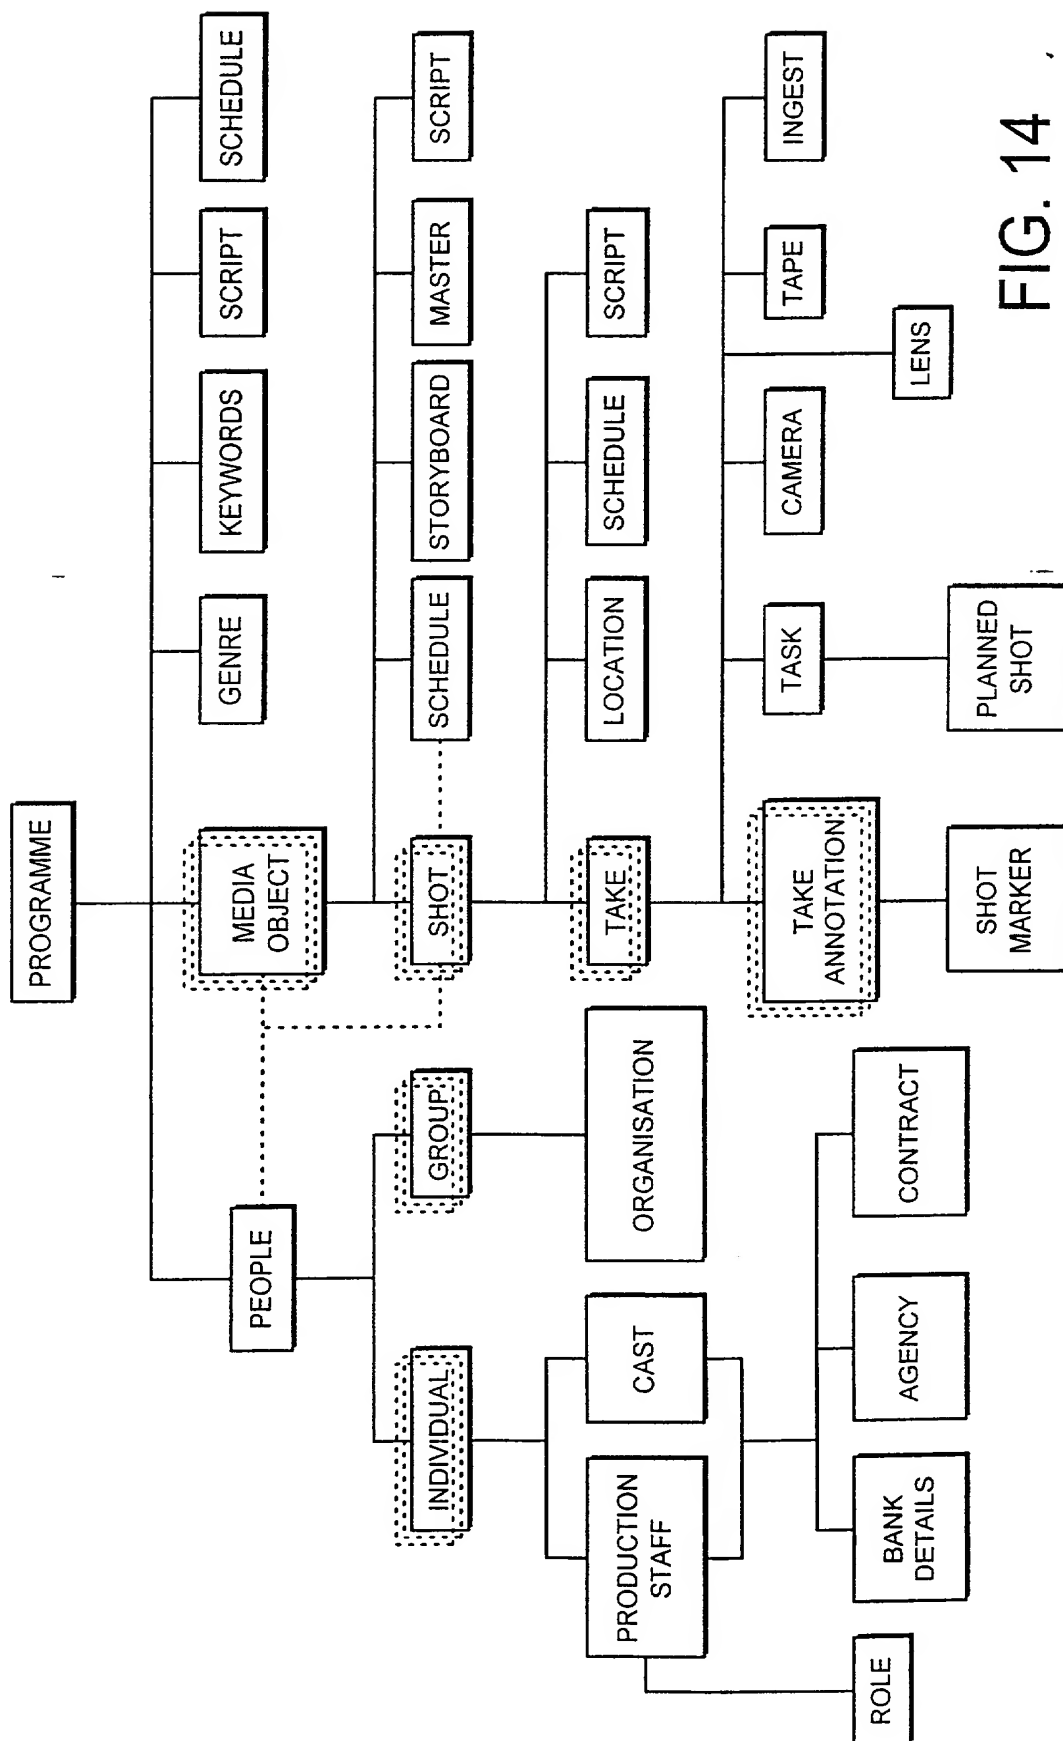 PROGRAMME
PEOPLE
MEDIA
OBJECT
GENRE
KEYWORDS
SCRIPT
SCHEDULE
INDIVIDUAL
GROUP
SHOT
SCHEDULE
STORYBOARD
MASTER
SCRIPT
PRODUCTION
STAFF
CAST
ORGANISATION
TAKE
LOCATION
SCHEDULE
SCRIPT
TAKE
ANNOTATION
TASK
CAMERA
TAPE
INGEST
ROLE
BANK
DETAILS
AGENCY
CONTRACT
LENS
SHOT
MARKER
PLANNED
SHOT
FIG. 14